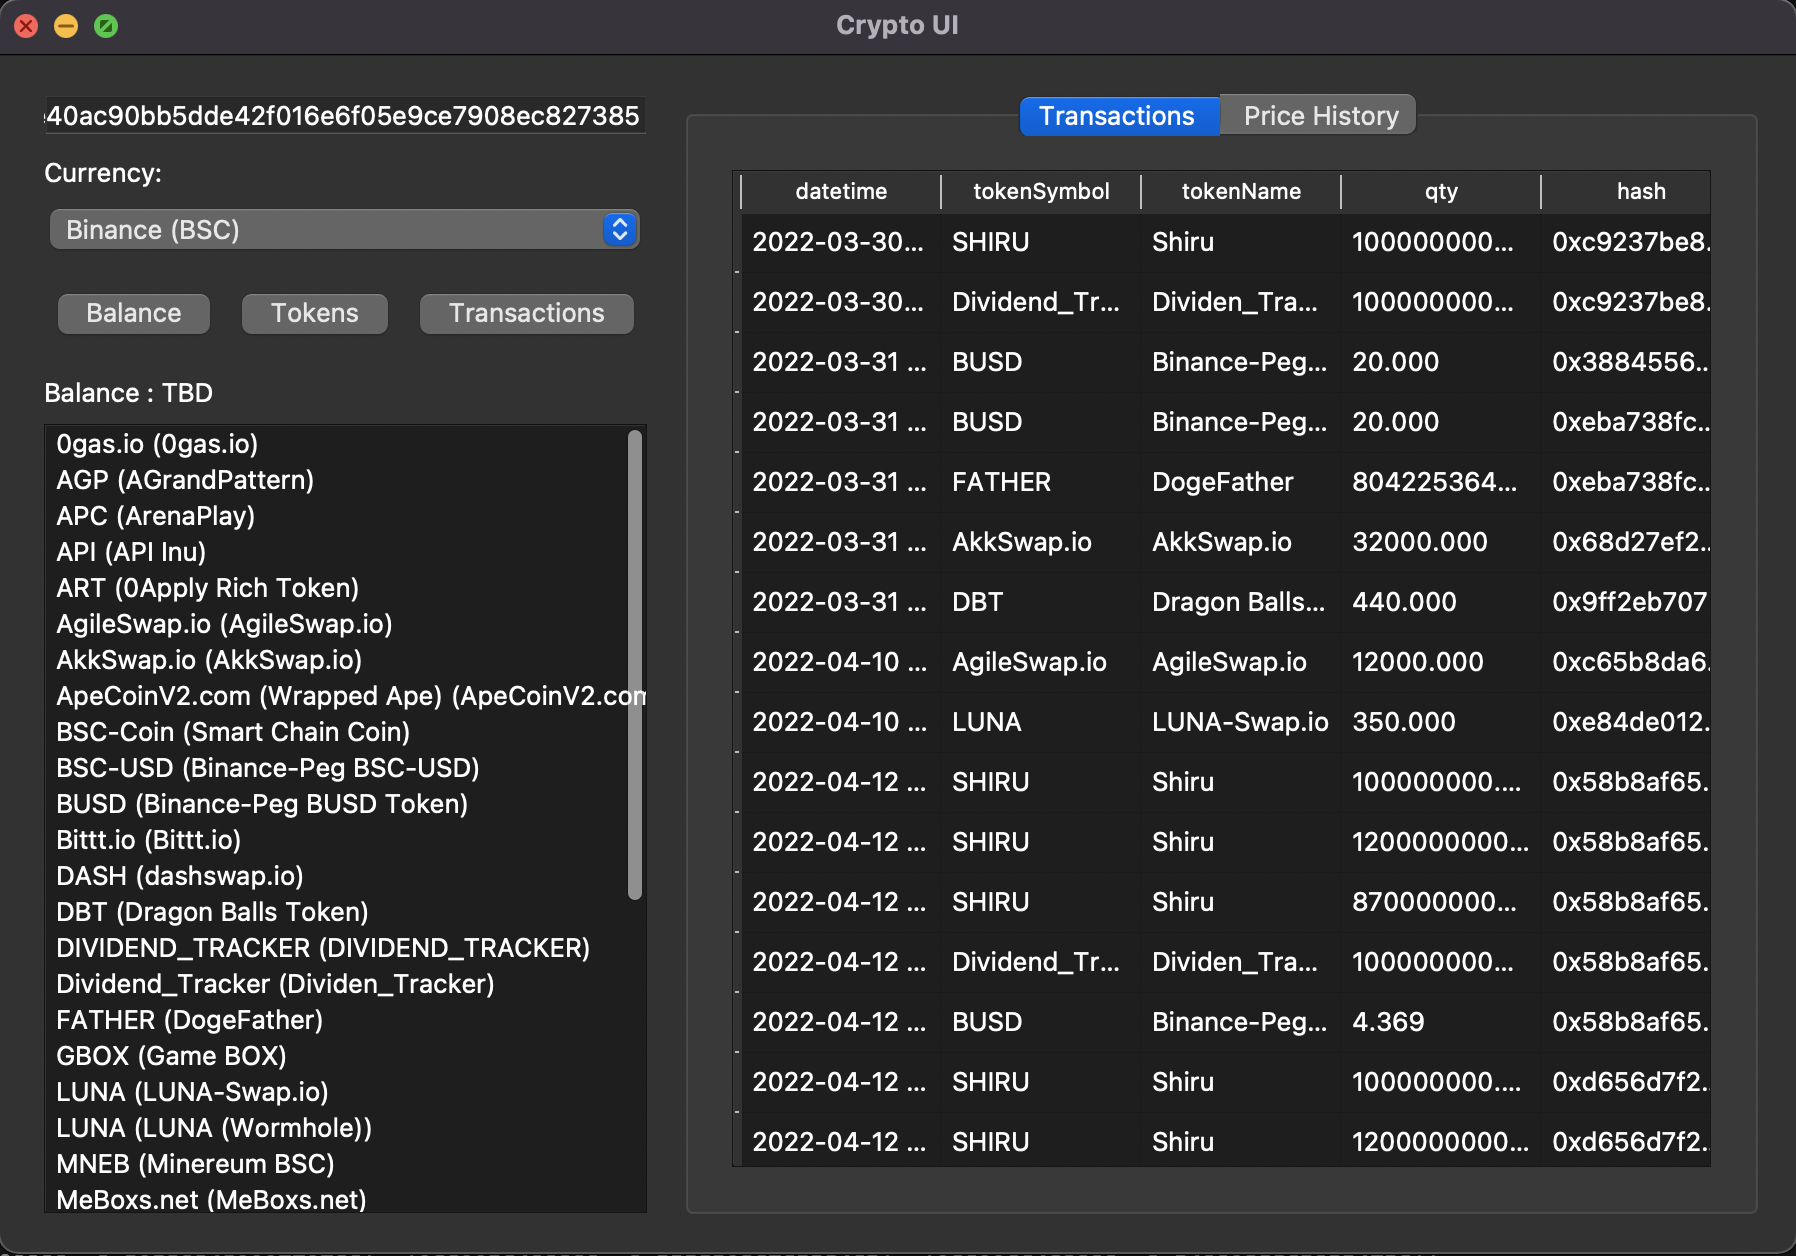 Crypto UI
40ac90bb5dde42f016e6f05e9ce7908ec827385
Currency:
Binance (BSC)
Balance Tokens Transactions
Balance : TBD
0gas.io (0gas.io)
AGP (AGrandPattern)
APC (ArenaPlay)
API (API Inu)
ART (0Apply Rich Token)
AgileSwap.io (AgileSwap.io)
AkkSwap.io (AkkSwap.io)
ApeCoinV2.com (Wrapped Ape) (ApeCoinV2.com
BSC-Coin (Smart Chain Coin)
BSC-USD (Binance-Peg BSC-USD)
BUSD (Binance-Peg BUSD Token)
Bittt.io (Bittt.io)
DASH (dashswap.io)
DBT (Dragon Balls Token)
DIVIDEND_TRACKER (DIVIDEND_TRACKER)
Dividend_Tracker (Dividen_Tracker)
FATHER (DogeFather)
GBOX (Game BOX)
LUNA (LUNA-Swap.io)
LUNA (LUNA (Wormhole))
MNEB (Minereum BSC)
MeBoxs.net (MeBoxs.net)
Transactions Price History
datetime tokenSymbol tokenName qty hash
2022-03-30... SHIRU Shiru 100000000... 0xc9237be8.
2022-03-30... Dividend_Tr... Dividen_Tra... 100000000... 0xc9237be8.
2022-03-31 ... BUSD Binance-Peg... 20.000 0x3884556..
2022-03-31 ... BUSD Binance-Peg... 20.000 0xeba738fc..
2022-03-31 ... FATHER DogeFather 804225364... 0xeba738fc..
2022-03-31 ... AkkSwap.io AkkSwap.io 32000.000 0x68d27ef2..
2022-03-31 ... DBT Dragon Balls... 440.000 0x9ff2eb707
2022-04-10 ... AgileSwap.io AgileSwap.io 12000.000 0xc65b8da6.
2022-04-10 ... LUNA LUNA-Swap.io 350.000 0xe84de012.
2022-04-12 ... SHIRU Shiru 100000000.... 0x58b8af65.
2022-04-12 ... SHIRU Shiru 1200000000... 0x58b8af65.
2022-04-12 ... SHIRU Shiru 870000000... 0x58b8af65.
2022-04-12 ... Dividend_Tr... Dividen_Tra... 100000000... 0x58b8af65.
2022-04-12 ... BUSD Binance-Peg... 4.369 0x58b8af65.
2022-04-12 ... SHIRU Shiru 100000000.... 0xd656d7f2.
2022-04-12 ... SHIRU Shiru 1200000000... 0xd656d7f2.